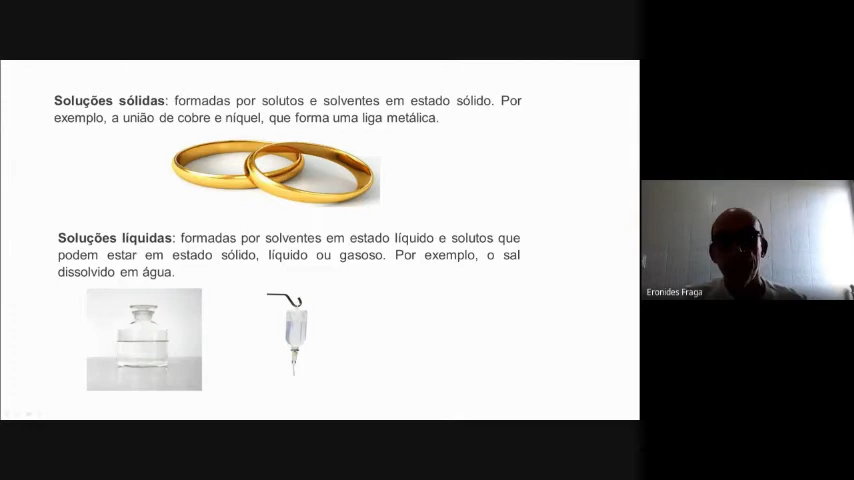 Soluções sólidas: formadas por solutos e solventes em estado sólido. Por
exemplo, a união de cobre e níquel, que forma uma liga metálica.
Soluções líquidas: formadas por solventes em estado líquido e solutos que
podem estar em estado sólido, líquido ou gasoso. Por exemplo, o sal
dissolvido em água.
Eronides Fraga